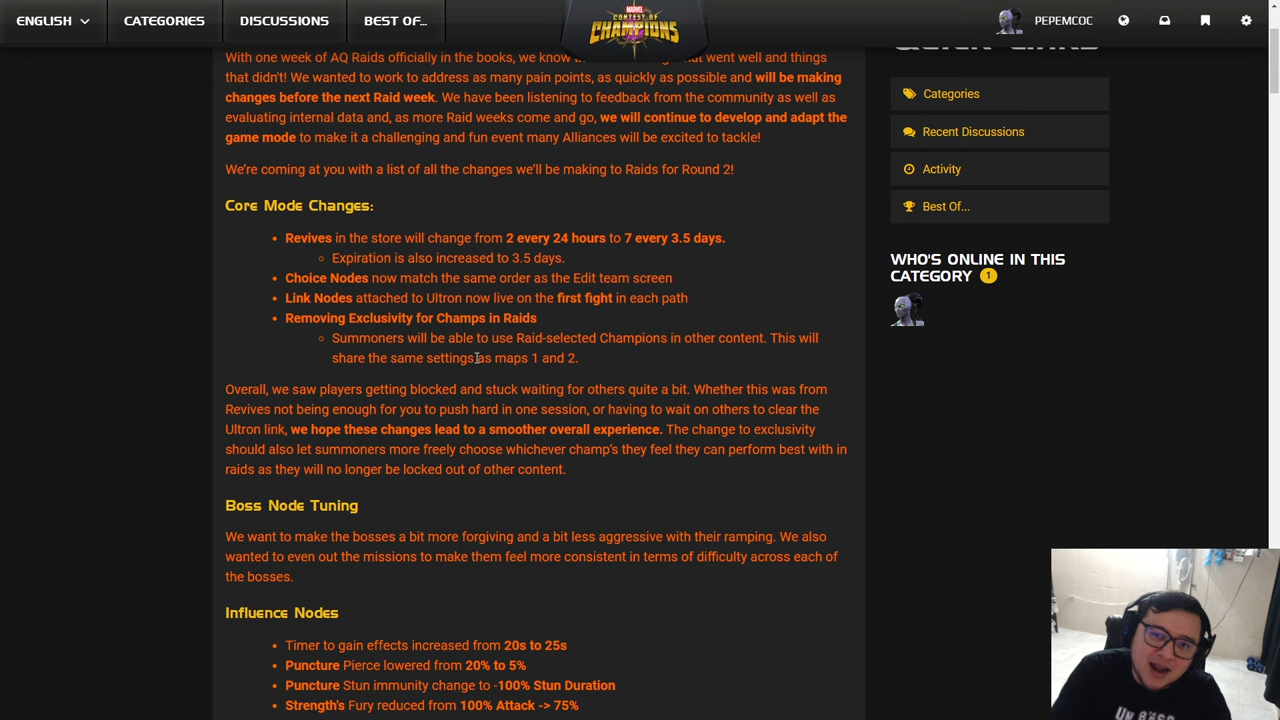 ENGLISH
CATEGORIES
DISCUSSIONS
BEST OF...
MARVEL
CONTEST OF
CHAMPIONS
PEPEMCOC
With one week of AQ Raids officially in the books, we know
went well and things
that didn't! We wanted to work to address as many pain points, as quickly as possible and will be making
changes before the next Raid week. We have been listening to feedback from the community as well as
evaluating internal data and, as more Raid weeks come and go, we will continue to develop and adapt the
game mode to make it a challenging and fun event many Alliances will be excited to tackle!
We're coming at you with a list of all the changes we'll be making to Raids for Round 2!
Core Mode Changes:
• Revives in the store will change from 2 every 24 hours to 7 every 3.5 days.
◦ Expiration is also increased to 3.5 days.
• Choice Nodes now match the same order as the Edit team screen
• Link Nodes attached to Ultron now live on the first fight in each path
• Removing Exclusivity for Champs in Raids
◦ Summoners will be able to use Raid-selected Champions in other content. This will
share the same settings as maps 1 and 2.
Overall, we saw players getting blocked and stuck waiting for others quite a bit. Whether this was from
Revives not being enough for you to push hard in one session, or having to wait on others to clear the
Ultron link, we hope these changes lead to a smoother overall experience. The change to exclusivity
should also let summoners more freely choose whichever champ's they feel they can perform best with in
raids as they will no longer be locked out of other content.
Boss Node Tuning
We want to make the bosses a bit more forgiving and a bit less aggressive with their ramping. We also
wanted to even out the missions to make them feel more consistent in terms of difficulty across each of
the bosses.
Influence Nodes
• Timer to gain effects increased from 20s to 25s
• Puncture Pierce lowered from 20% to 5%
• Puncture Stun immunity change to -100% Stun Duration
• Strength's Fury reduced from 100% Attack -> 75%
Categories
Recent Discussions
Activity
Best Of...
WHO'S ONLINE IN THIS
CATEGORY 1